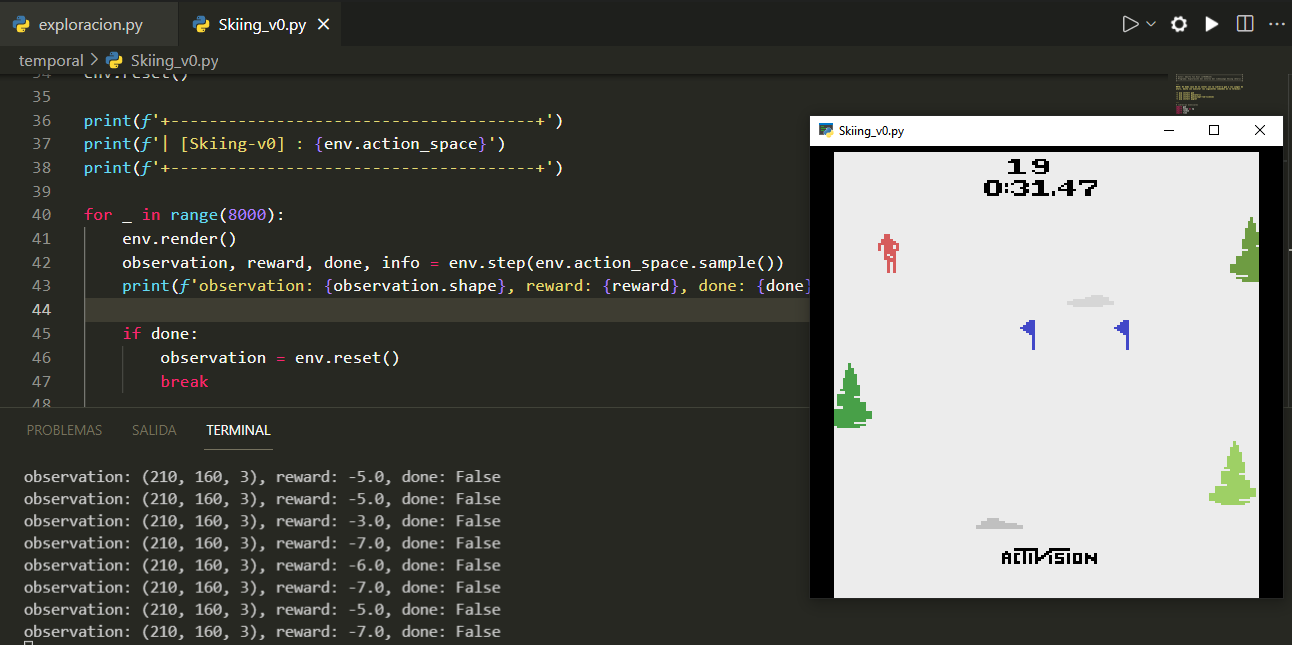 exploracion.py
Skiing_v0.py
temporal > Skiing_v0.py
34 env.reset()
35
36 print(f'+--------------------------------------+')
37 print(f'| [Skiing-v0] : {env.action_space}')
38 print(f'+--------------------------------------+')
39
40 for _ in range(8000):
41 env.render()
42 observation, reward, done, info = env.step(env.action_space.sample())
43 print(f'observation: {observation.shape}, reward: {reward}, done: {done}
44
45 if done:
46 observation = env.reset()
47 break
48
PROBLEMAS SALIDA TERMINAL
observation: (210, 160, 3), reward: -5.0, done: False
observation: (210, 160, 3), reward: -5.0, done: False
observation: (210, 160, 3), reward: -3.0, done: False
observation: (210, 160, 3), reward: -7.0, done: False
observation: (210, 160, 3), reward: -6.0, done: False
observation: (210, 160, 3), reward: -7.0, done: False
observation: (210, 160, 3), reward: -5.0, done: False
observation: (210, 160, 3), reward: -7.0, done: False
Skiing_v0.py
19
0:31.47
ACTIVISION